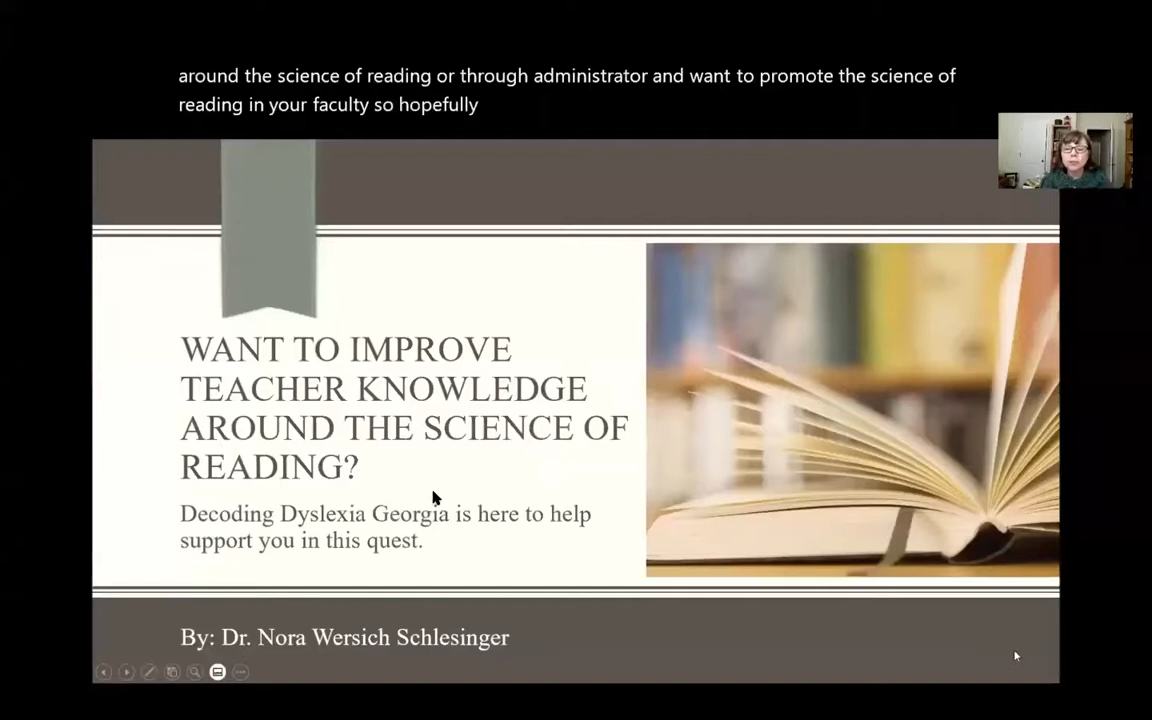 around the science of reading or through administrator and want to promote the science of
reading in your faculty so hopefully
WANT TO IMPROVE
TEACHER KNOWLEDGE
AROUND THE SCIENCE OF
READING?
Decoding Dyslexia Georgia is here to help
support you in this quest.
By: Dr. Nora Wersich Schlesinger